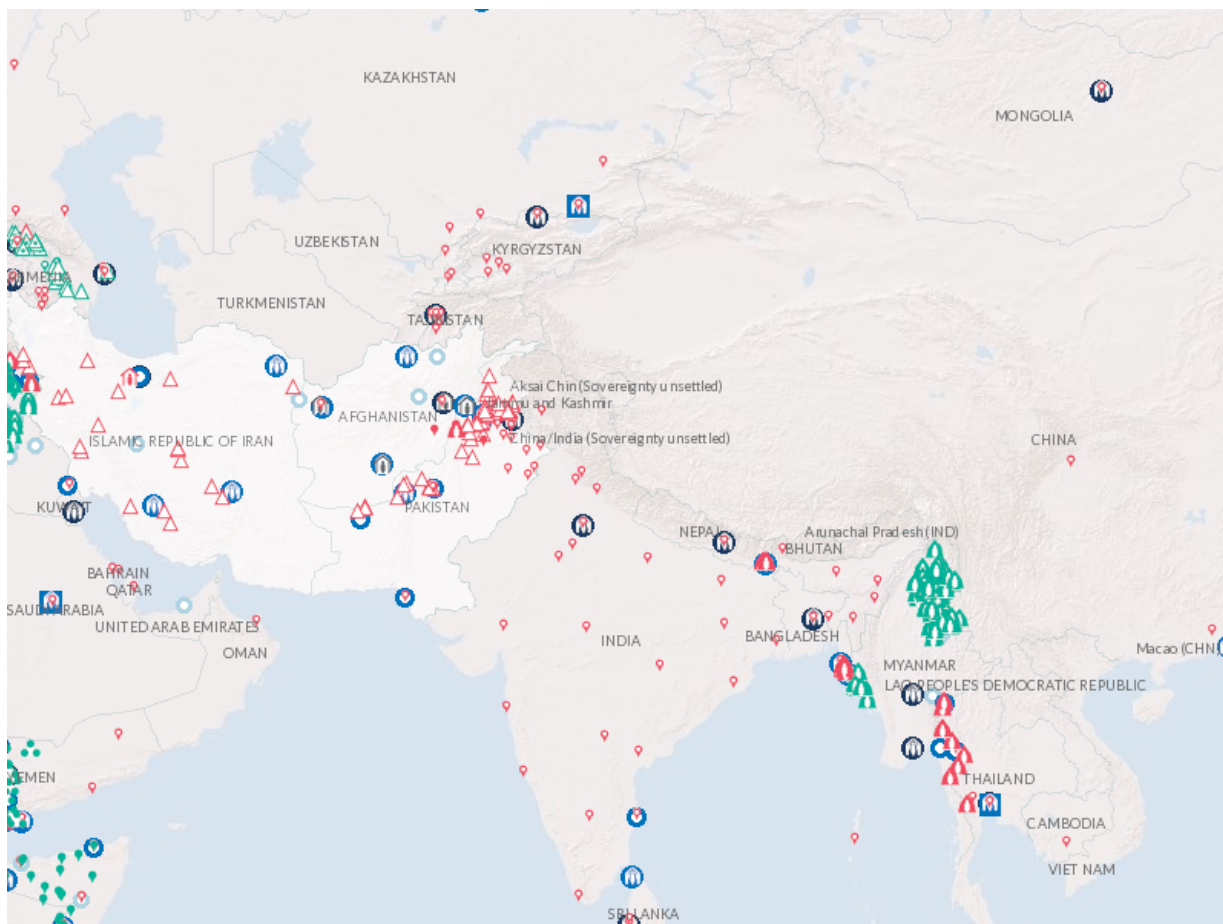 KAZAKHSTAN
MONGOLIA
UZBEKISTAN
KYRGYZSTAN
TURKMENISTAN
Aksai Chin (Sovereignty unsettled)
and Kashmir
AFGHANISTAN
ISLAMIC REPUBLIC OF IRAN
China/India (Sovereignty unsettled)
CHINA
KUWAIT
PAKISTAN
NEPAL
Arunachal Pradesh (IND)
BHUTAN
BAHRAIN
QATAR
SAUDI ARABIA
UNITED ARAB EMIRATES
INDIA
BANGLADESH
OMAN
Macao (CHN)
MYANMAR
LAO PEOPLE'S DEMOCRATIC REPUBLIC
YEMEN
THAILAND
CAMBODIA
VIET NAM
SRI LANKA